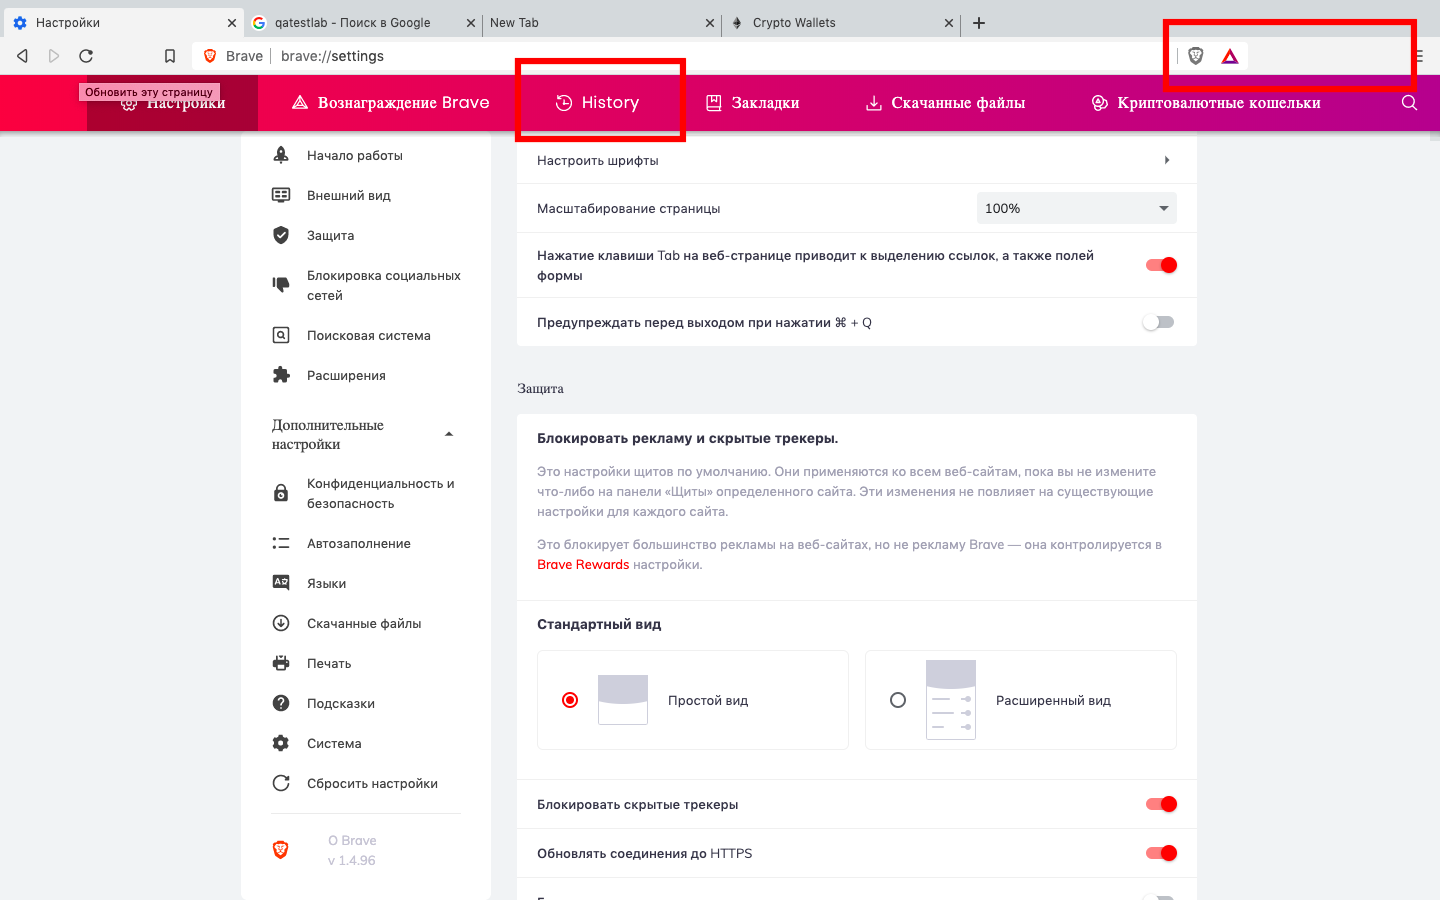 Настройки
qatestlab - Поиск в Google
New Tab
Crypto Wallets
Brave
brave://settings
Обновить эту страницу
Настройки
Вознаграждение Brave
History
Закладки
Скачанные файлы
Криптовалютные кошельки
Начало работы
Внешний вид
Защита
Блокировка социальных
сетей
Поисковая система
Расширения
Дополнительные
настройки
Конфиденциальность и
безопасность
Автозаполнение
Языки
Скачанные файлы
Печать
Подсказки
Система
Сбросить настройки
О Brave
v 1.4.96
Настроить шрифты
Масштабирование страницы
100%
Нажатие клавиши Tab на веб-странице приводит к выделению ссылок, а также полей
формы
Предупреждать перед выходом при нажатии ⌘ + Q
Защита
Блокировать рекламу и скрытые трекеры.
Это настройки щитов по умолчанию. Они применяются ко всем веб-сайтам, пока вы не измените
что-либо на панели «Щиты» определенного сайта. Эти изменения не повлияет на существующие
настройки для каждого сайта.
Это блокирует большинство рекламы на веб-сайтах, но не рекламу Brave — она контролируется в
Brave Rewards настройки.
Стандартный вид
Простой вид
Расширенный вид
Блокировать скрытые трекеры
Обновлять соединения до HTTPS